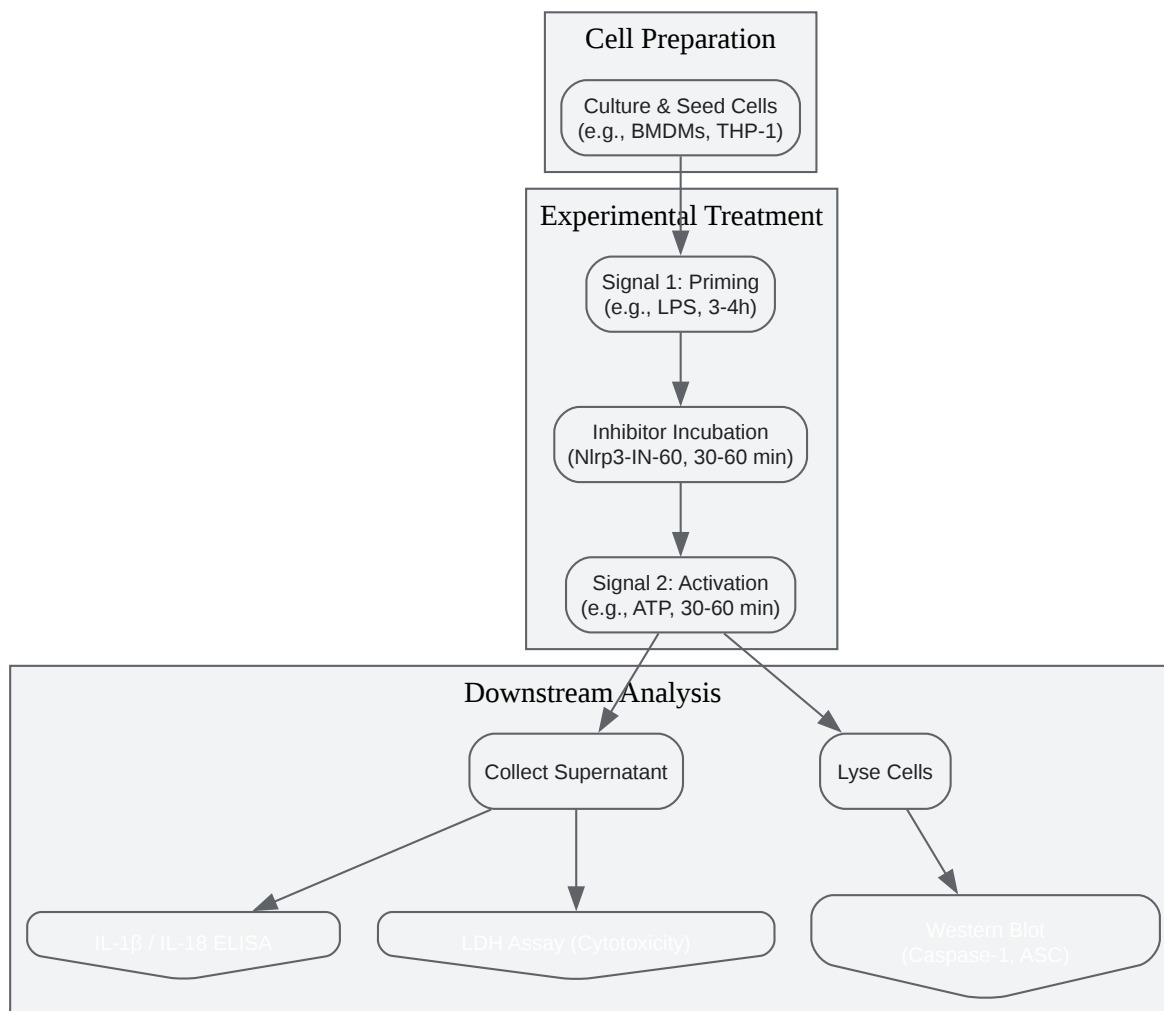 Cell Preparation
Culture & Seed Cells
(e.g., BMDMs, THP-1)
Experimental Treatment
Signal 1: Priming
(e.g., LPS, 3-4h)
Inhibitor Incubation
(Nlrp3-IN-60, 30-60 min)
Signal 2: Activation
(e.g., ATP, 30-60 min)
Downstream Analysis
Collect Supernatant
Lyse Cells
IL-1β / IL-18 ELISA
LDH Assay (Cytotoxicity)
Western Blot
(Caspase-1, ASC)